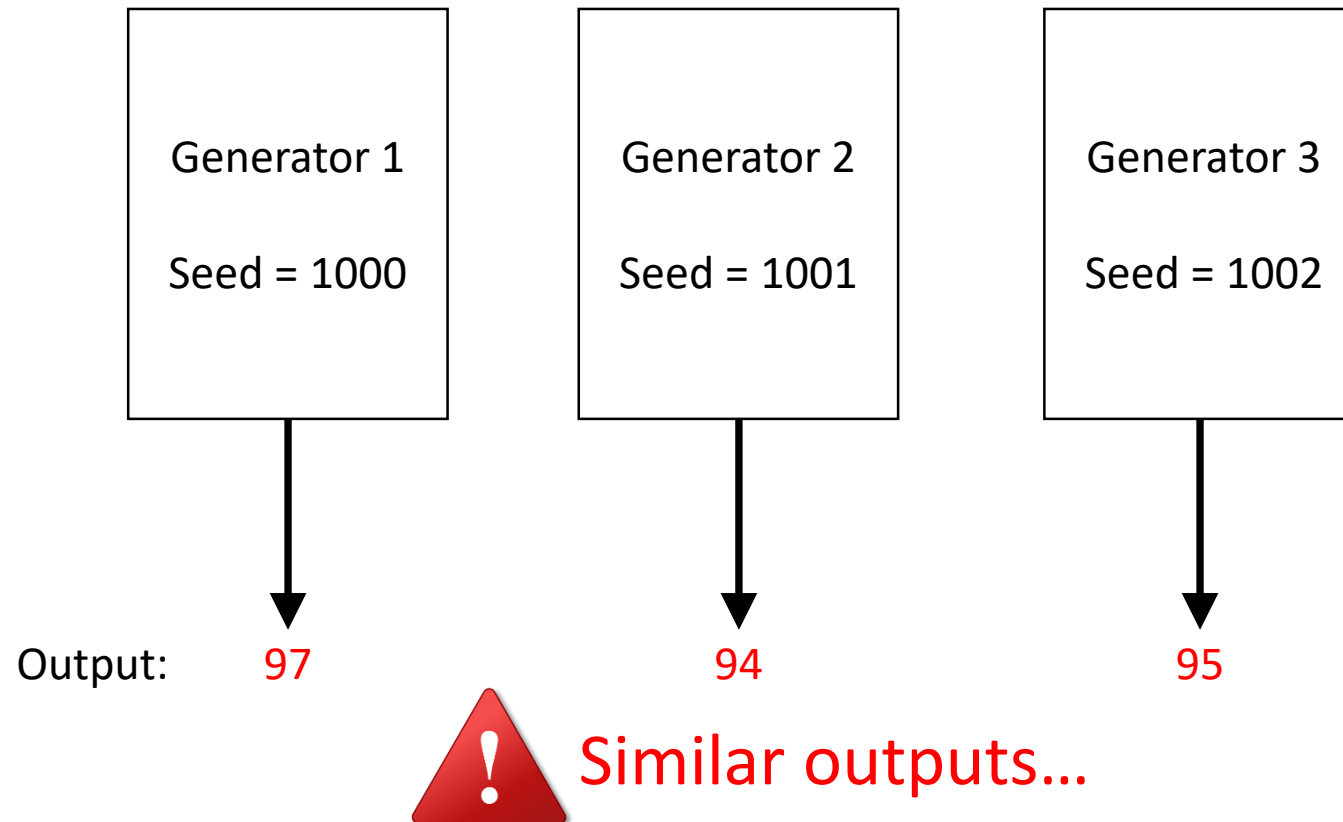 Generator 1
Seed = 1000
Generator 2
Seed = 1001
Generator 3
Seed = 1002
Output: 97 94 95
! Similar outputs...